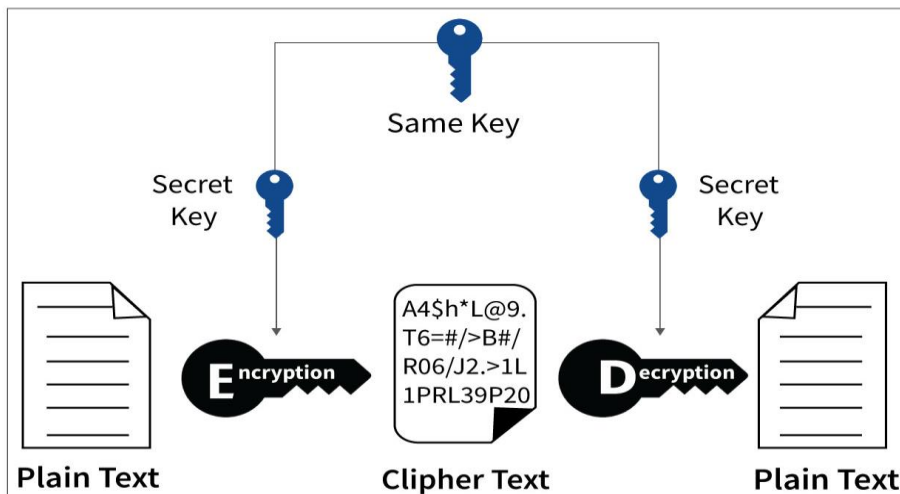 Same Key
Secret
Key
Secret
Key
A4$h*L@9.
T6=#/>B#/
R06/J2.>1L
1PRL39P20
Encryption
Decryption
Plain Text
Clipher Text
Plain Text